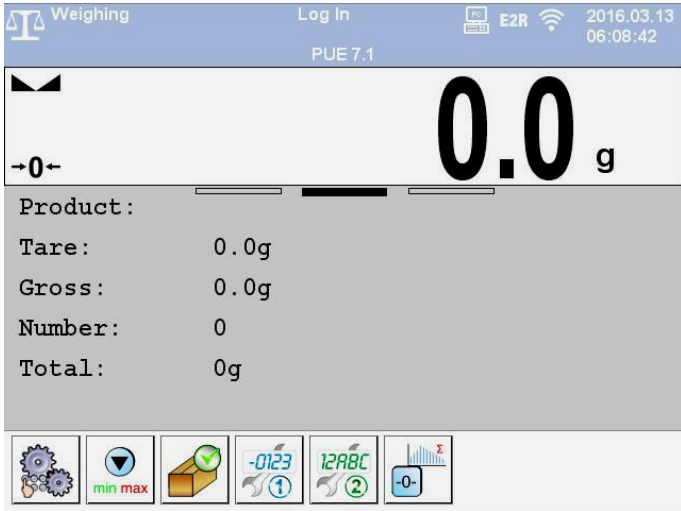 Weighing Log In PC E2R 2016.03.13
06:08:42
PUE 7.1
0.0 g
→0←
Product:
Tare: 0.0g
Gross: 0.0g
Number: 0
Total: 0g
min max
-0123
1
12ABC
2
Σ
-0-